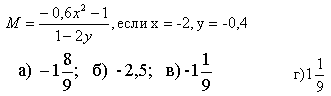 M = (-0,6x² - 1)/(1 - 2y), если x = -2, y = -0,4
а) -1 8/9; б) -2,5; в) -1 1/9 г) 1 1/9